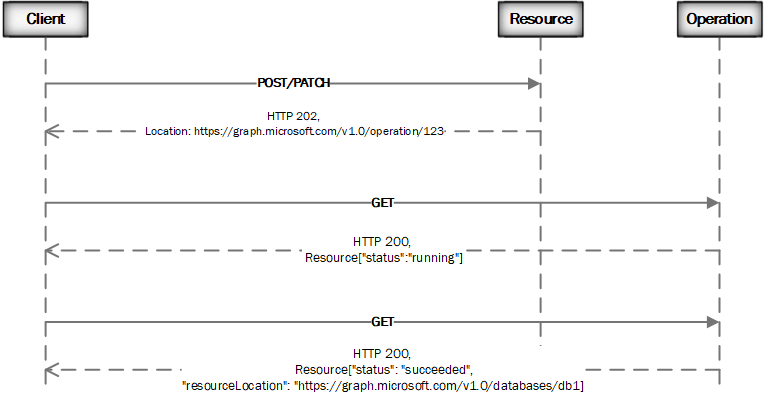 Client
Resource
Operation
POST/PATCH
HTTP 202,
Location: https://graph.microsoft.com/v1.0/operation/123
GET
HTTP 200,
Resource["status":"running"]
GET
HTTP 200,
Resource["status": "succeeded",
"resourceLocation": "https://graph.microsoft.com/v1.0/databases/db1]